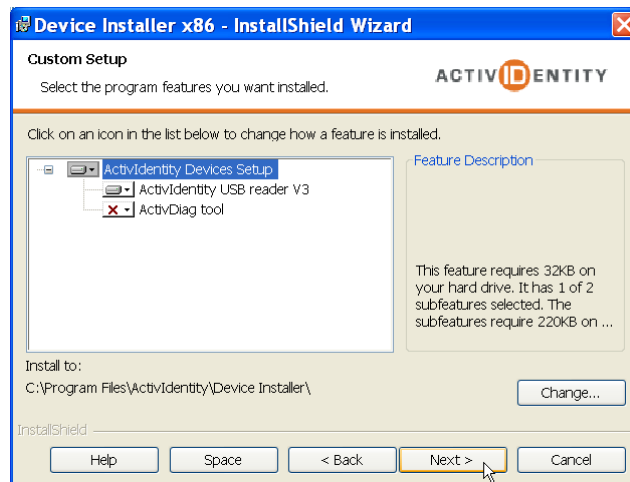 Device Installer x86 - InstallShield Wizard
Custom Setup
Select the program features you want installed.
ACTIVIDENTITY
Click on an icon in the list below to change how a feature is installed.
ActivIdentity Devices Setup
ActivIdentity USB reader V3
ActivDiag tool
Feature Description
This feature requires 32KB on
your hard drive. It has 1 of 2
subfeatures selected. The
subfeatures require 220KB on ...
Install to:
C:\Program Files\ActivIdentity\Device Installer\
Change...
InstallShield
Help
Space
< Back
Next >
Cancel